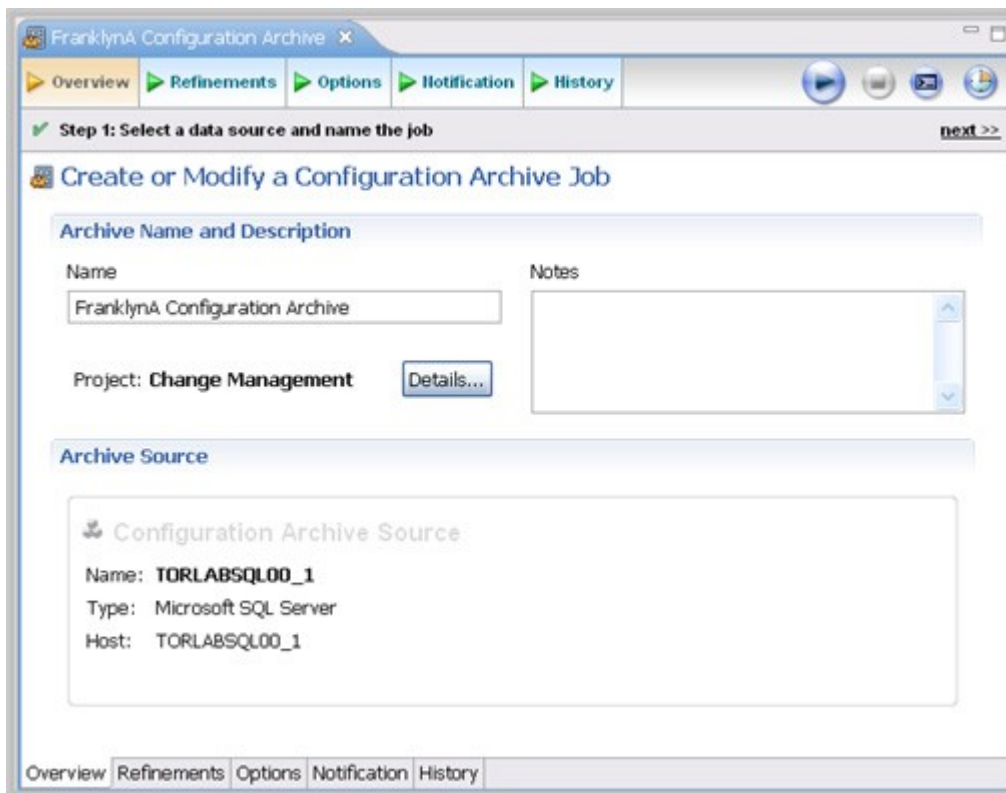 FranklynA Configuration Archive
Overview Refinements Options Notification History
Step 1: Select a data source and name the job next >>
Create or Modify a Configuration Archive Job
Archive Name and Description
Name Notes
FranklynA Configuration Archive
Project: Change Management Details...
Archive Source
Configuration Archive Source
Name: TORLABSQL00_1
Type: Microsoft SQL Server
Host: TORLABSQL00_1
Overview Refinements Options Notification History